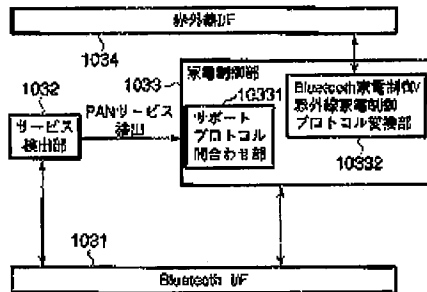 赤外線I/F
1034
1032
1033
家電制御部
10331
サービス
検出部
PANサービス
検出
サポート
プロトコル
問合わせ部
Bluetooth家電制御/
赤外線家電制御
プロトコル変換部
10332
1031
Bluetooth I/F